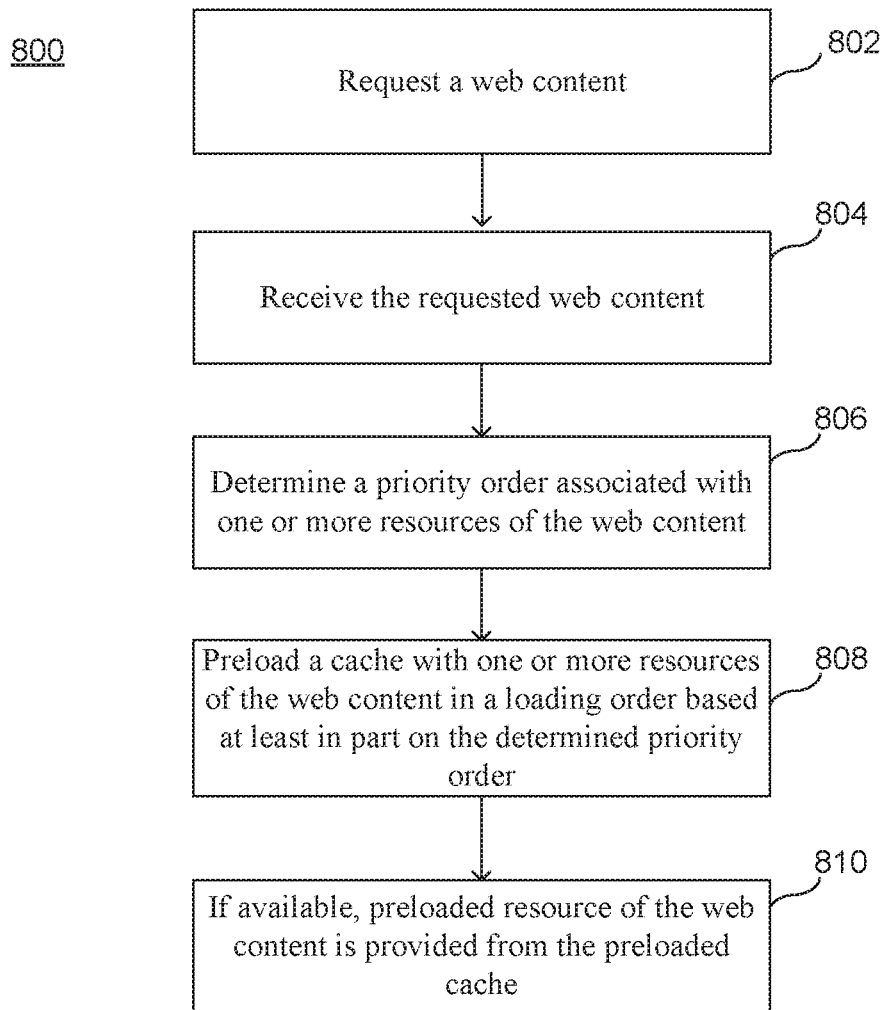 800
802
Request a web content
804
Receive the requested web content
806
Determine a priority order associated with
one or more resources of the web content
808
Preload a cache with one or more resources
of the web content in a loading order based
at least in part on the determined priority
order
810
If available, preloaded resource of the web
content is provided from the preloaded
cache